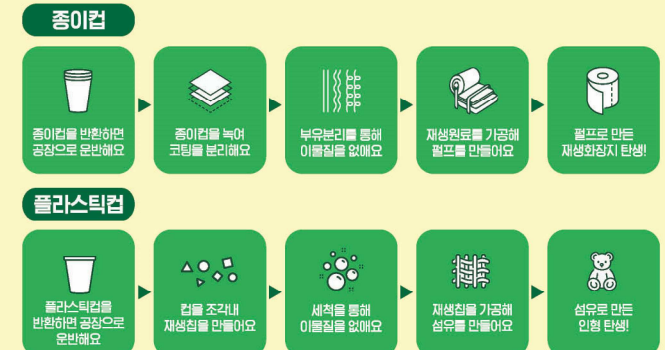 종이컵
종이컵을 반환하면
공장으로 운반해요
종이컵을 녹여
코팅을 분리해요
부유분리를 통해
이물질을 없애요
재생원료를 가공해
펄프를 만들어요
펄프로 만든
재생화장지 탄생!
플라스틱컵
플라스틱컵을
반환하면 공장으로
운반해요
컵을 조각내
재생칩을 만들어요
세척을 통해
이물질을 없애요
재생칩을 가공해
섬유를 만들어요
섬유로 만든
인형 탄생!